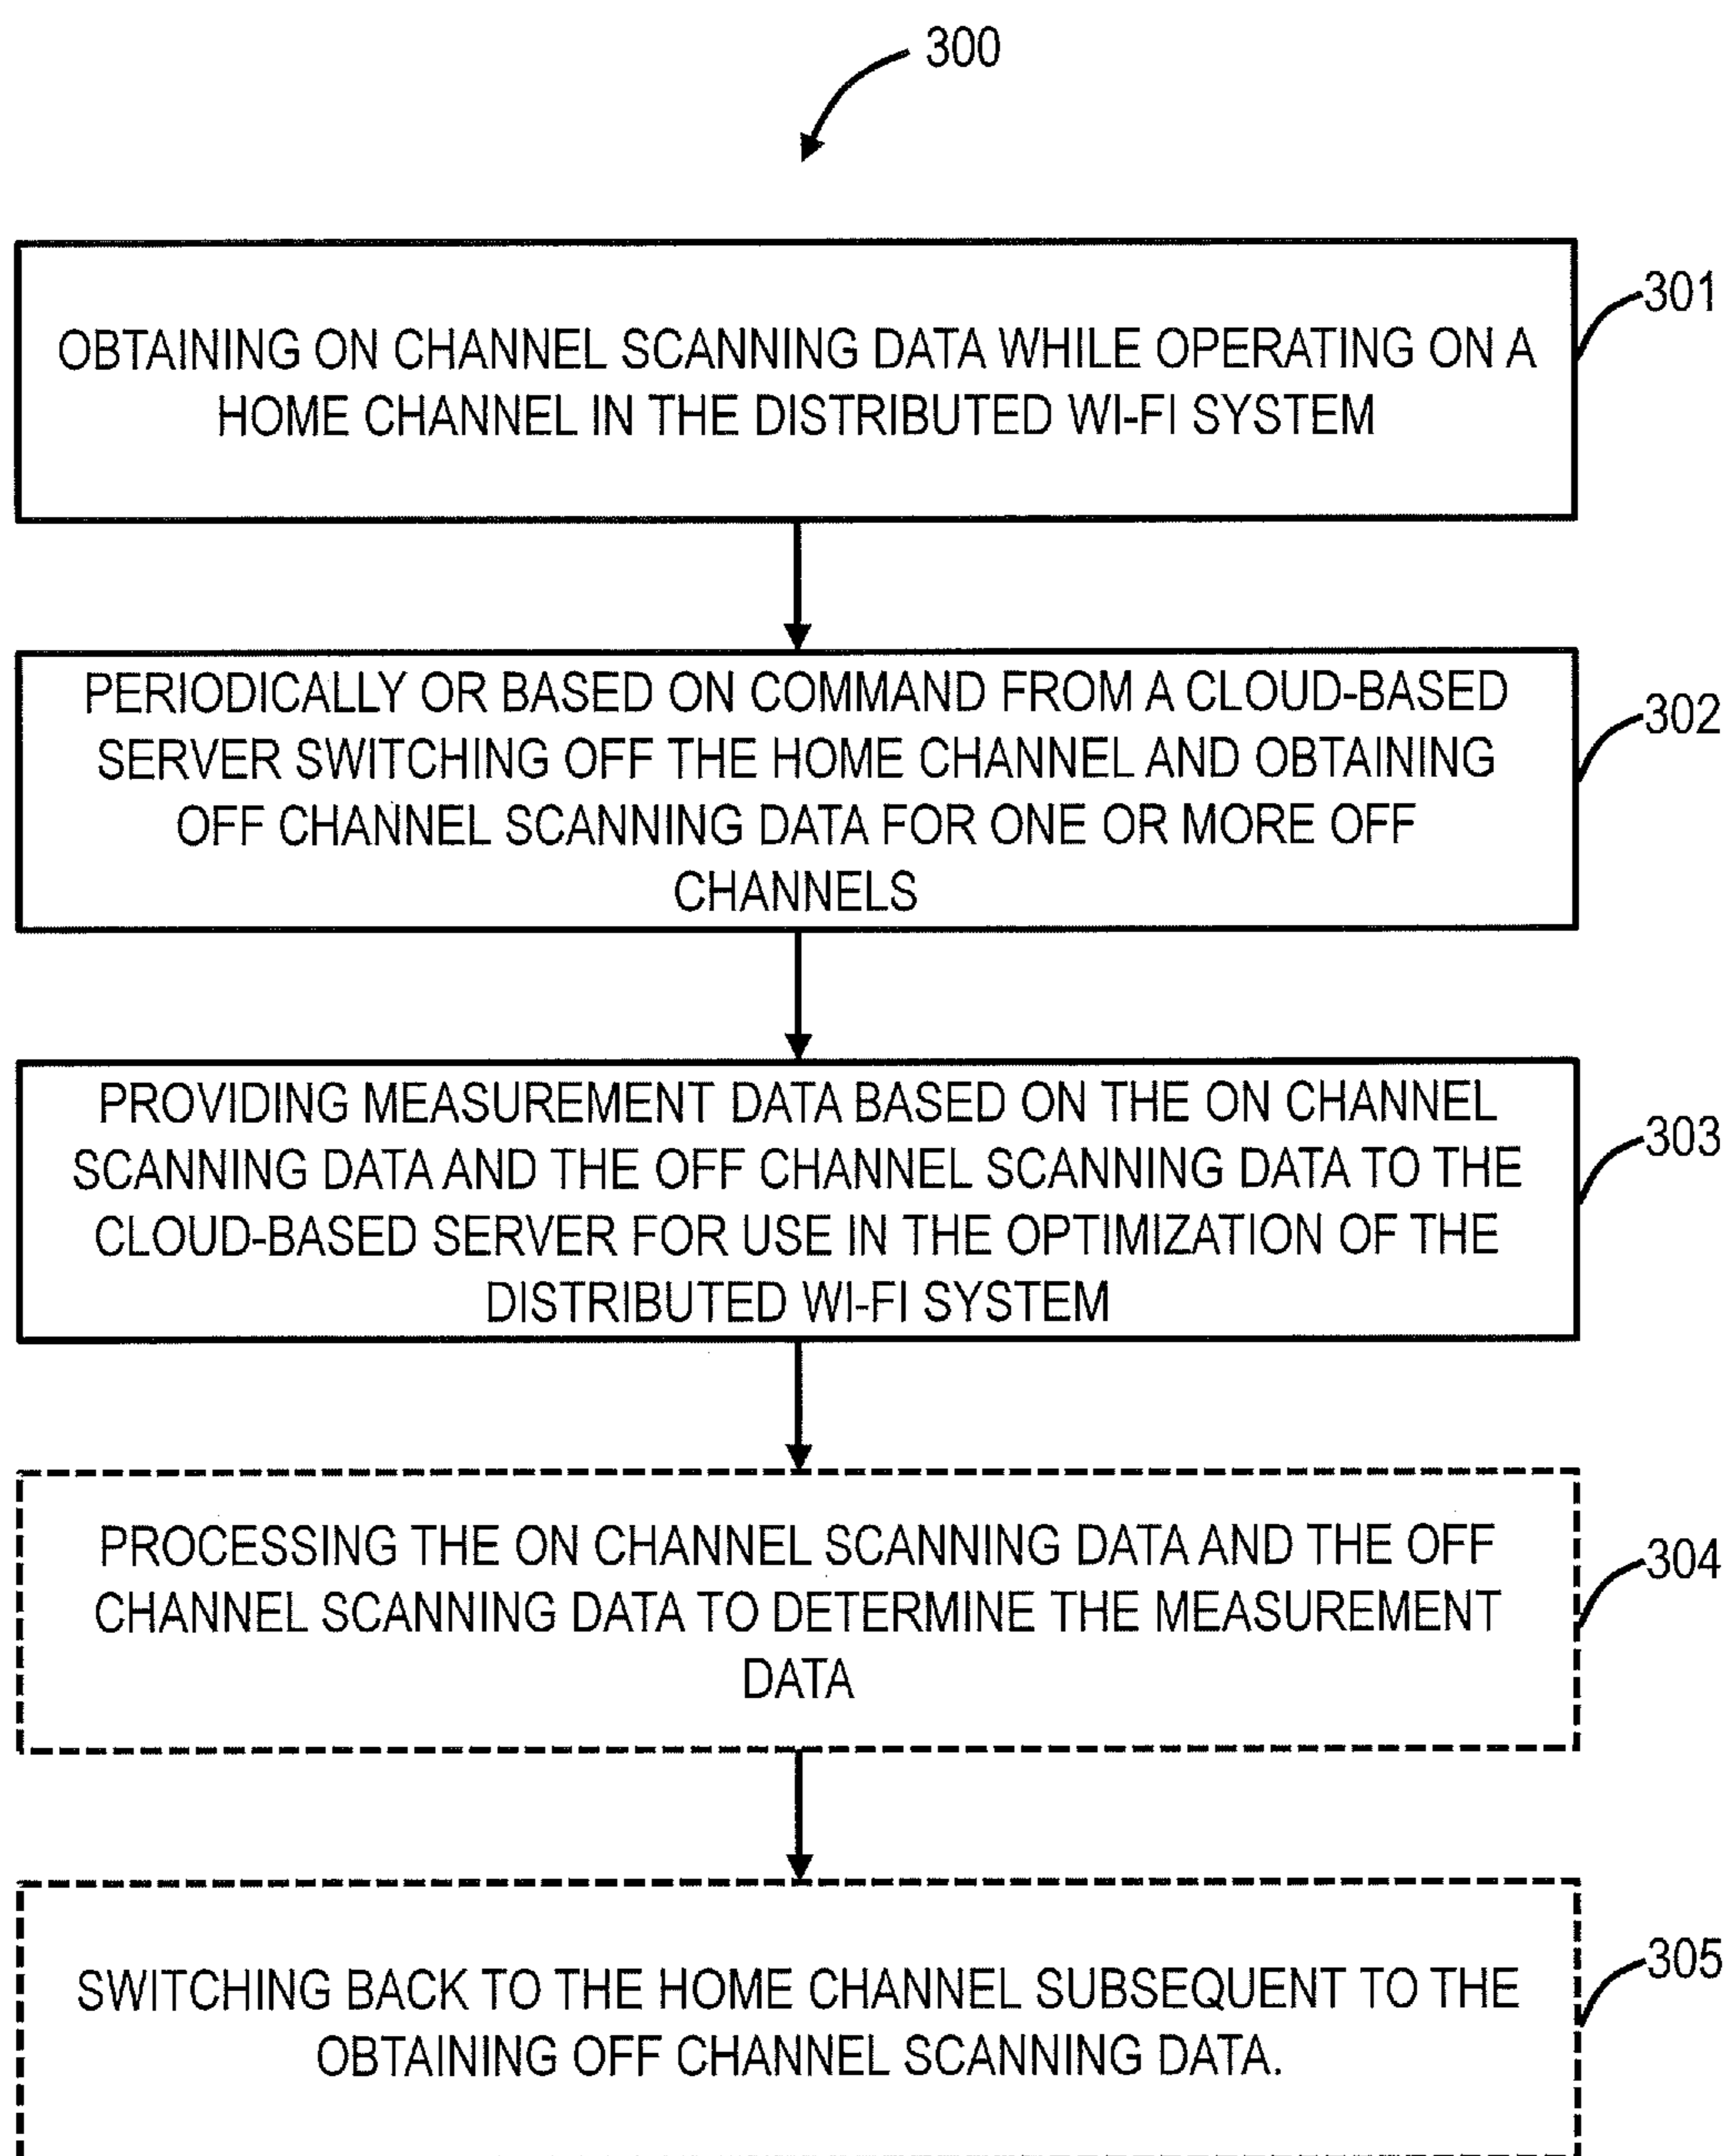 300
301
OBTAINING ON CHANNEL SCANNING DATA WHILE OPERATING ON A
HOME CHANNEL IN THE DISTRIBUTED WI-FI SYSTEM
302
PERIODICALLY OR BASED ON COMMAND FROM A CLOUD-BASED
SERVER SWITCHING OFF THE HOME CHANNEL AND OBTAINING
OFF CHANNEL SCANNING DATA FOR ONE OR MORE OFF
CHANNELS
303
PROVIDING MEASUREMENT DATA BASED ON THE ON CHANNEL
SCANNING DATA AND THE OFF CHANNEL SCANNING DATA TO THE
CLOUD-BASED SERVER FOR USE IN THE OPTIMIZATION OF THE
DISTRIBUTED WI-FI SYSTEM
304
PROCESSING THE ON CHANNEL SCANNING DATA AND THE OFF
CHANNEL SCANNING DATA TO DETERMINE THE MEASUREMENT
DATA
305
SWITCHING BACK TO THE HOME CHANNEL SUBSEQUENT TO THE
OBTAINING OFF CHANNEL SCANNING DATA.